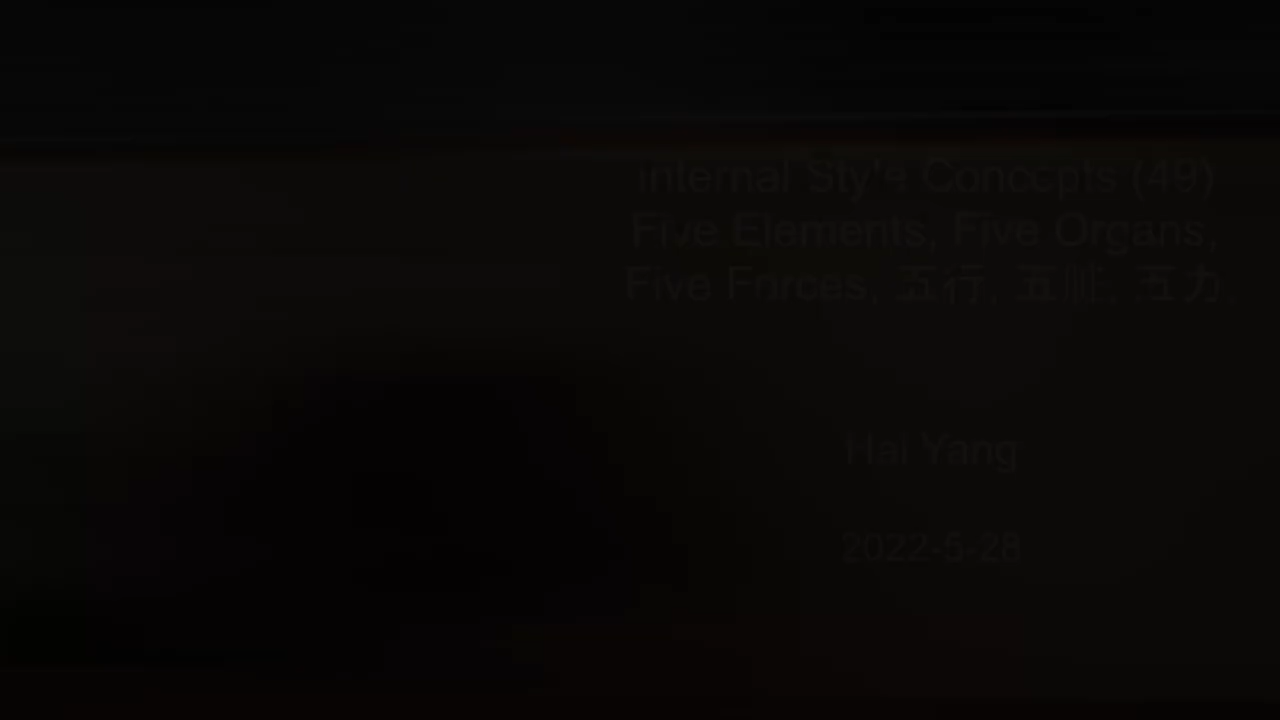 Internal Style Concepts (49)
Five Elements, Five Organs,
Five Forces, 五行, 五脏, 五力.
Hai Yang
2022-5-28